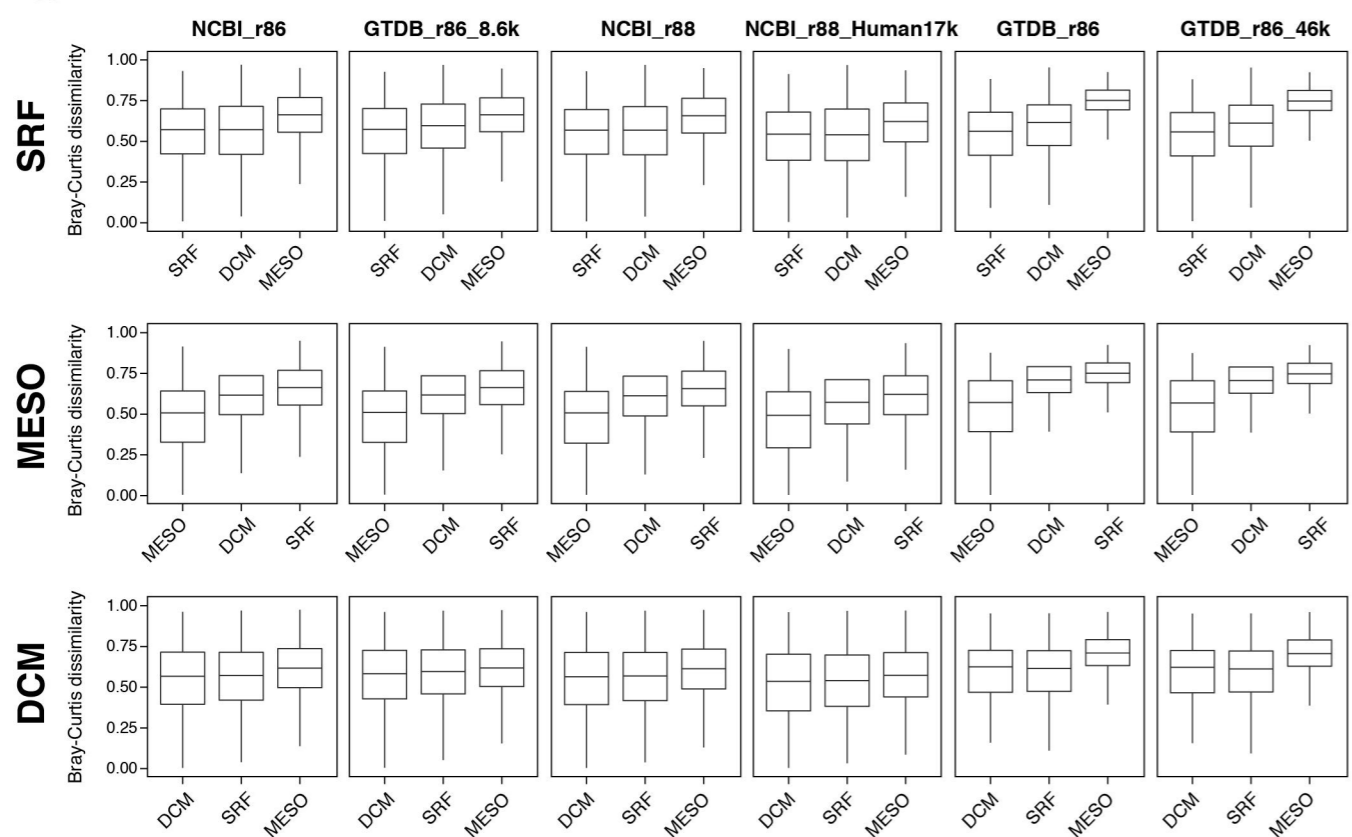 NCBI_r86 GTDB_r86_8.6k NCBI_r88 NCBI_r88_Human17k GTDB_r86 GTDB_r86_46k
SRF
Bray-Curtis dissimilarity
1.00
0.75
0.50
0.25
0.00
SRF DCM MESO SRF DCM MESO SRF DCM MESO SRF DCM MESO SRF DCM MESO SRF DCM MESO
MESO
Bray-Curtis dissimilarity
1.00
0.75
0.50
0.25
0.00
MESO DCM SRF MESO DCM SRF MESO DCM SRF MESO DCM SRF MESO DCM SRF MESO DCM SRF
DCM
Bray-Curtis dissimilarity
1.00
0.75
0.50
0.25
0.00
DCM SRF MESO DCM SRF MESO DCM SRF MESO DCM SRF MESO DCM SRF MESO DCM SRF MESO